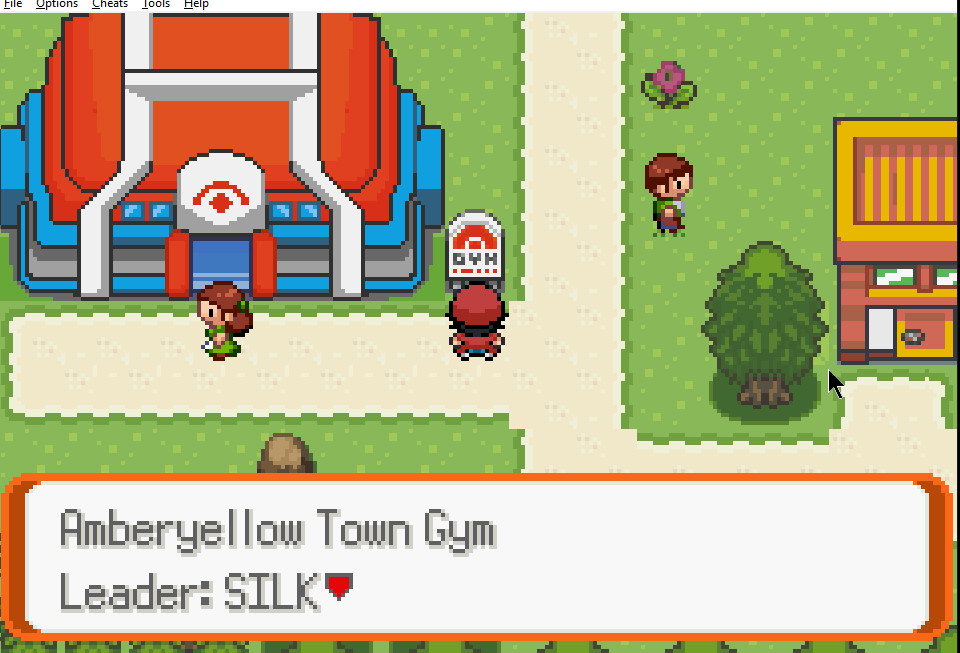 File Options Cheats Tools Help
GYM
Amberyellow Town Gym
Leader: SILK♥